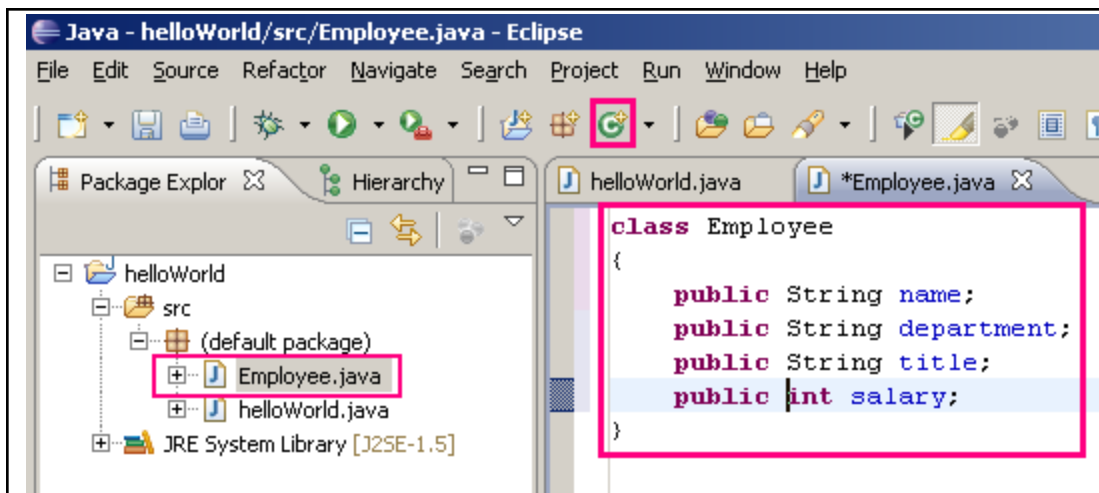 Java - helloWorld/src/Employee.java - Eclipse
File Edit Source Refactor Navigate Search Project Run Window Help
Package Explor Hierarchy
helloWorld.java *Employee.java
helloWorld
src
(default package)
Employee.java
helloWorld.java
JRE System Library [J2SE-1.5]
class Employee
{
public String name;
public String department;
public String title;
public int salary;
}